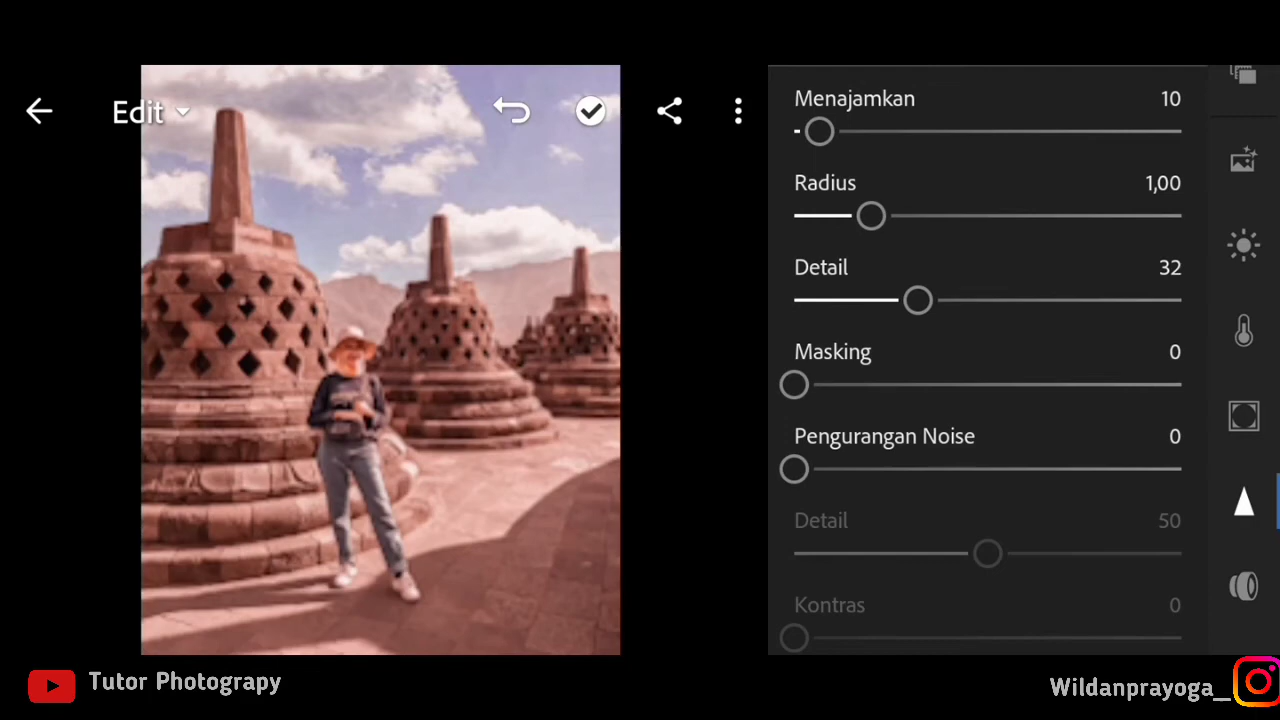 Edit
Menajamkan 10
Radius 1,00
Detail 32
Masking 0
Pengurangan Noise 0
Detail 50
Kontras 0
Tutor Photograpy
Wildanprayoga_